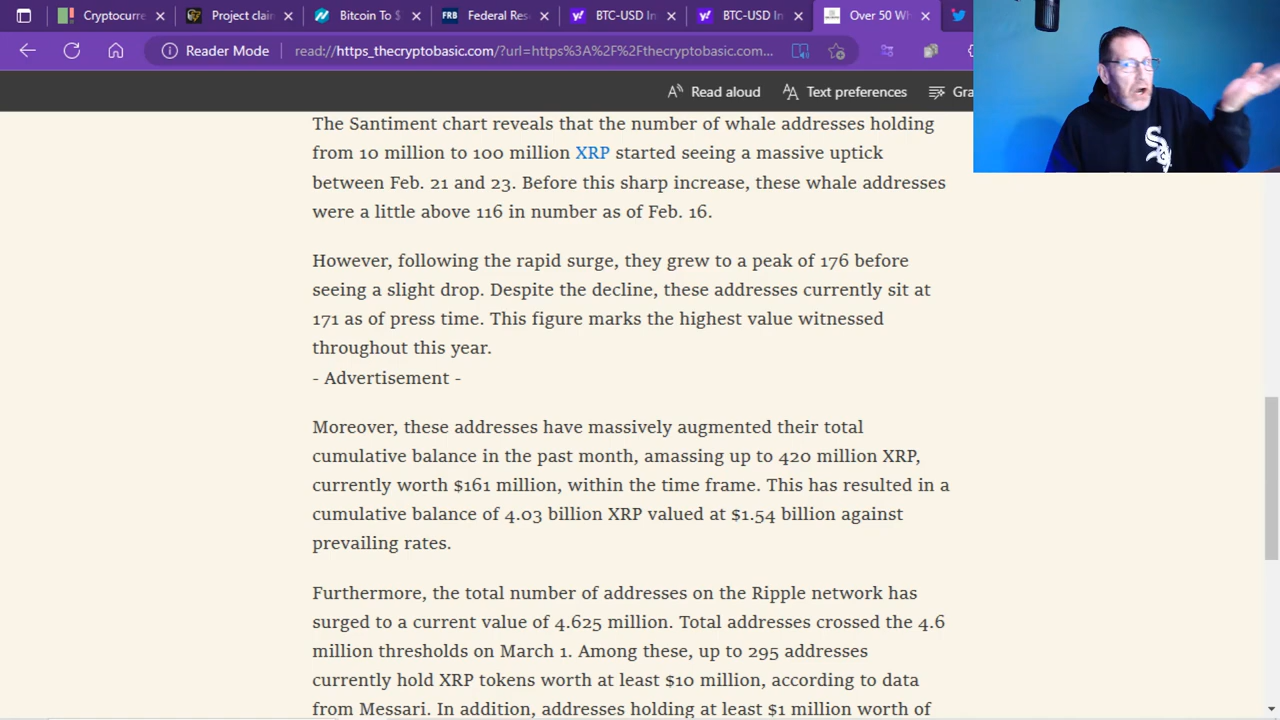 Cryptocurre
Project clain
Bitcoin To $
FRB
Federal Res
BTC-USD In
BTC-USD In
Over 50 Wh
Reader Mode
read://https_thecryptobasic.com/?url=https%3A%2F%2Fthecryptobasic.com...
Read aloud
Text preferences
Gra
The Santiment chart reveals that the number of whale addresses holding
from 10 million to 100 million XRP started seeing a massive uptick
between Feb. 21 and 23. Before this sharp increase, these whale addresses
were a little above 116 in number as of Feb. 16.
However, following the rapid surge, they grew to a peak of 176 before
seeing a slight drop. Despite the decline, these addresses currently sit at
171 as of press time. This figure marks the highest value witnessed
throughout this year.
- Advertisement -
Moreover, these addresses have massively augmented their total
cumulative balance in the past month, amassing up to 420 million XRP,
currently worth $161 million, within the time frame. This has resulted in a
cumulative balance of 4.03 billion XRP valued at $1.54 billion against
prevailing rates.
Furthermore, the total number of addresses on the Ripple network has
surged to a current value of 4.625 million. Total addresses crossed the 4.6
million thresholds on March 1. Among these, up to 295 addresses
currently hold XRP tokens worth at least $10 million, according to data
from Messari. In addition, addresses holding at least $1 million worth of